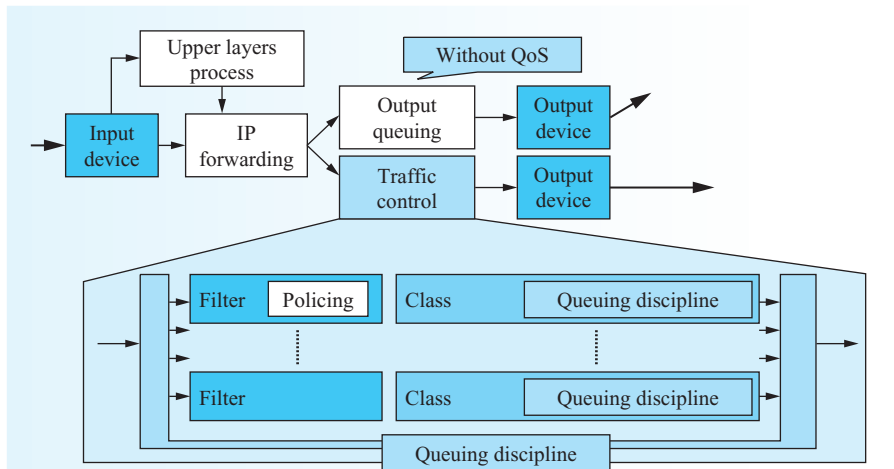 Upper layers
process
Without QoS
Input
device
IP
forwarding
Output
queuing
Output
device
Traffic
control
Output
device
Filter
Policing
Class
Queuing discipline
Filter
Class
Queuing discipline
Queuing discipline